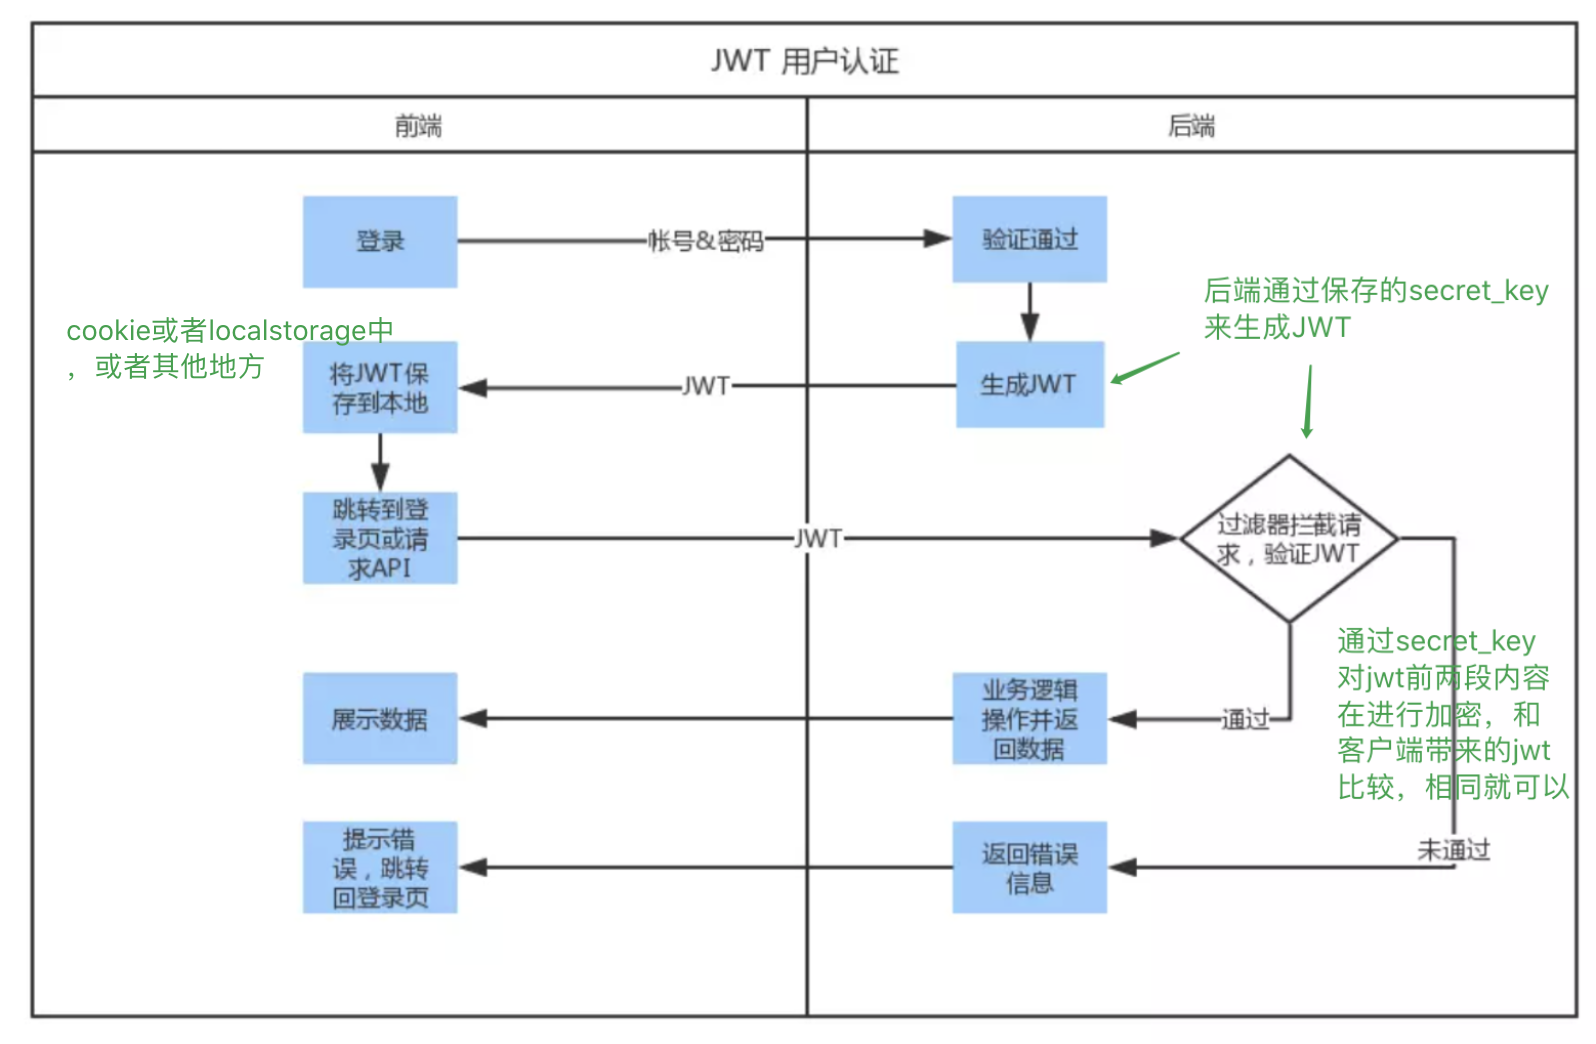 JWT 用户认证
前端
后端
登录
帐号&密码
验证通过
后端通过保存的secret_key
来生成JWT
cookie或者localstorage中
，或者其他地方
将JWT保
存到本地
JWT
生成JWT
跳转到登
录页或请
求API
JWT
过滤器拦截请
求，验证JWT
通过secret_key
对jwt前两段内容
在进行加密，和
客户端带来的jwt
比较，相同就可以
展示数据
业务逻辑
操作并返
回数据
通过
提示错
误，跳转
回登录页
返回错误
信息
未通过